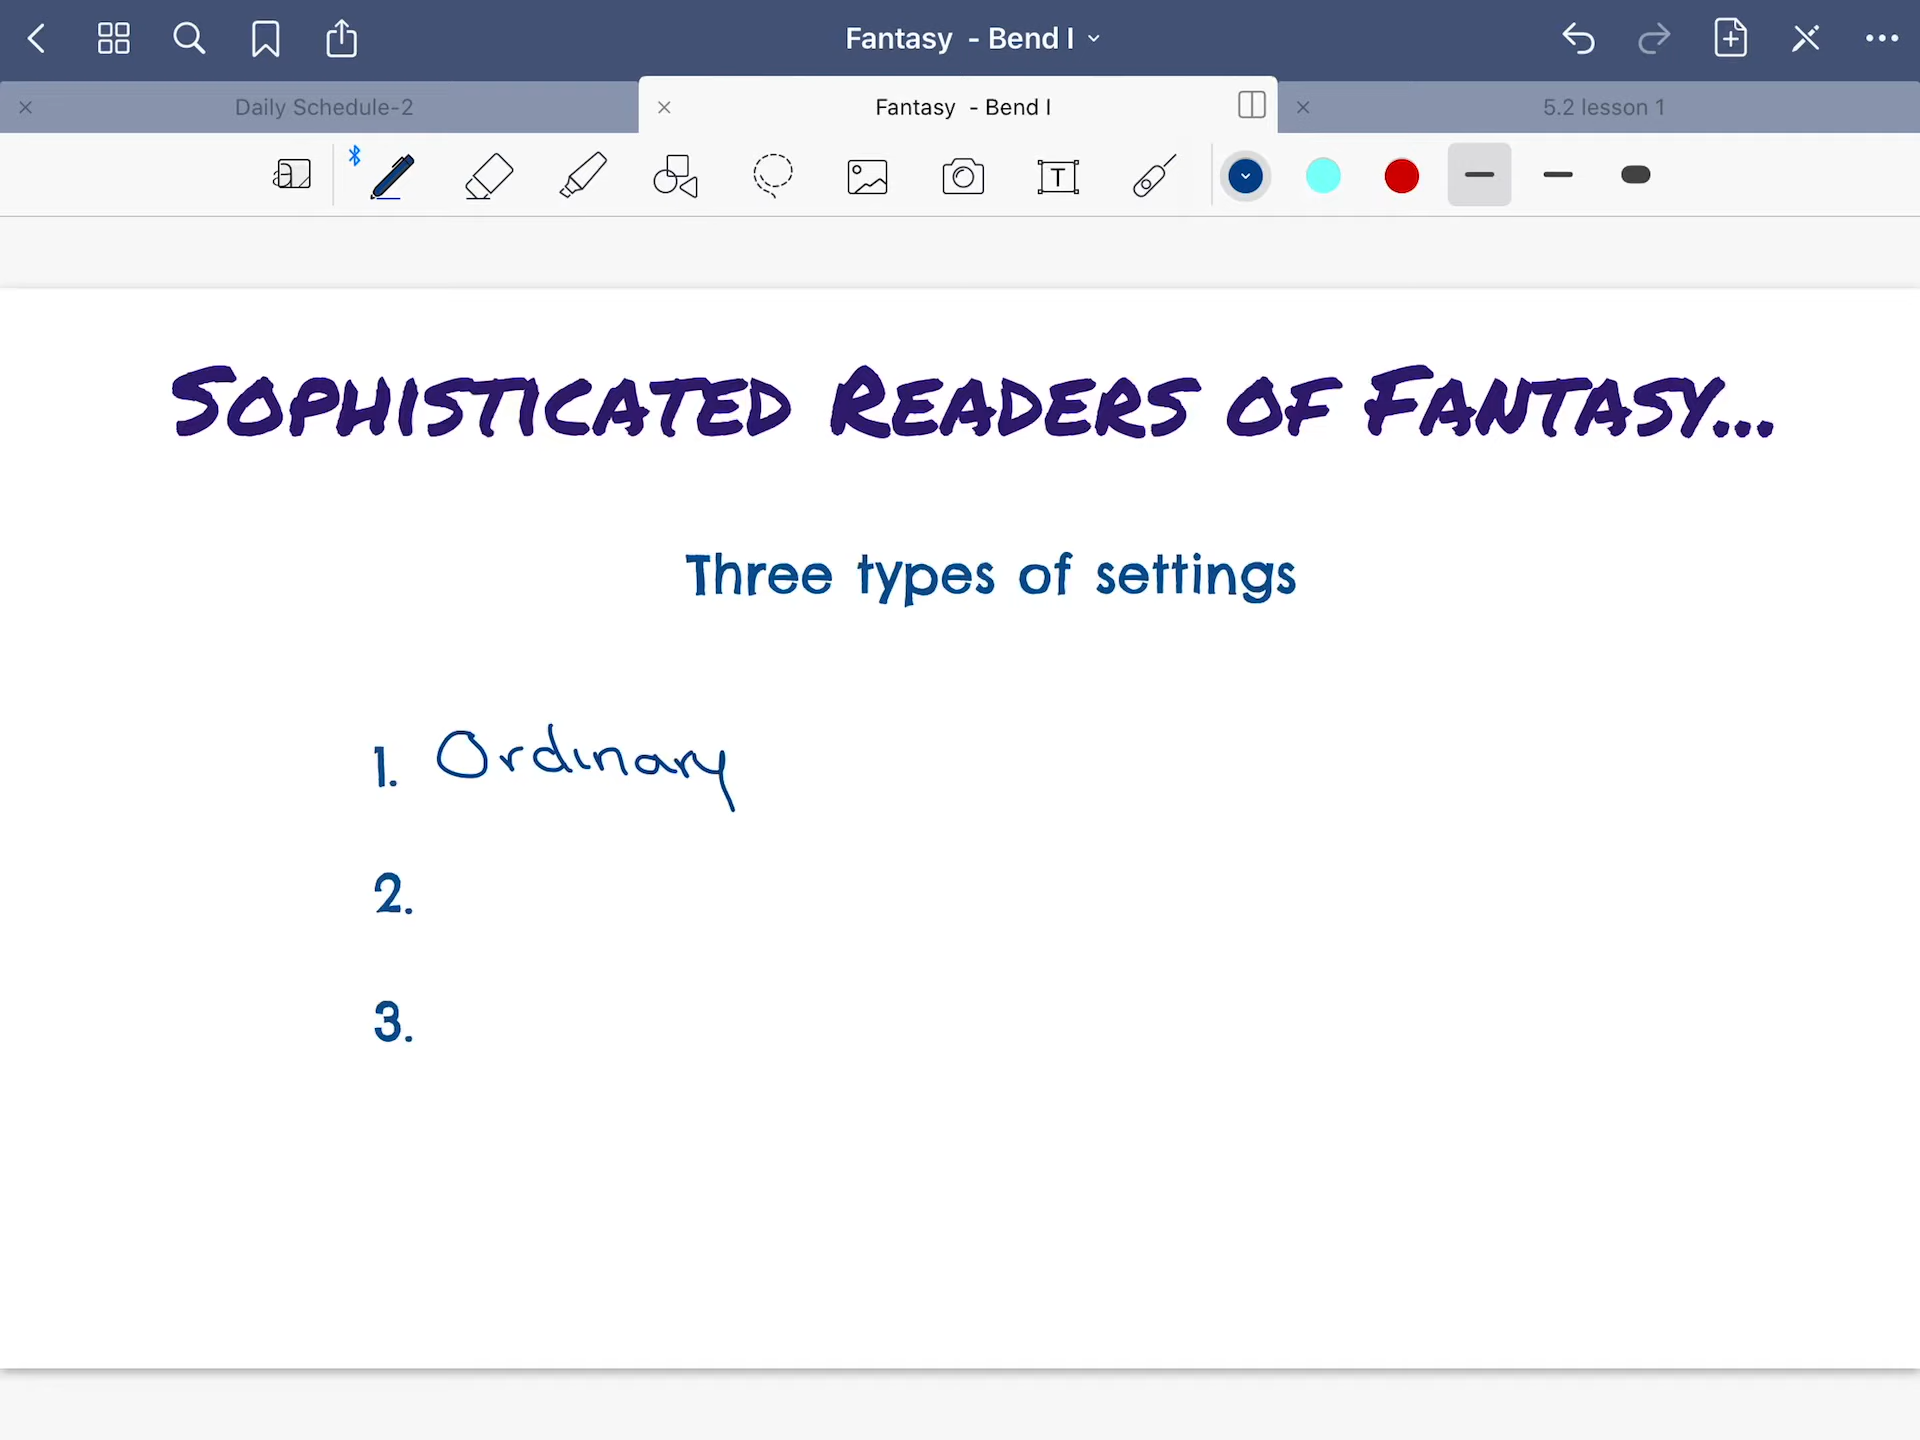 Fantasy - Bend I
Daily Schedule-2
Fantasy - Bend I
5.2 lesson 1
T
SOPHISTICATED READERS OF FANTASY...
Three types of settings
1. Ordinary
2.
3.